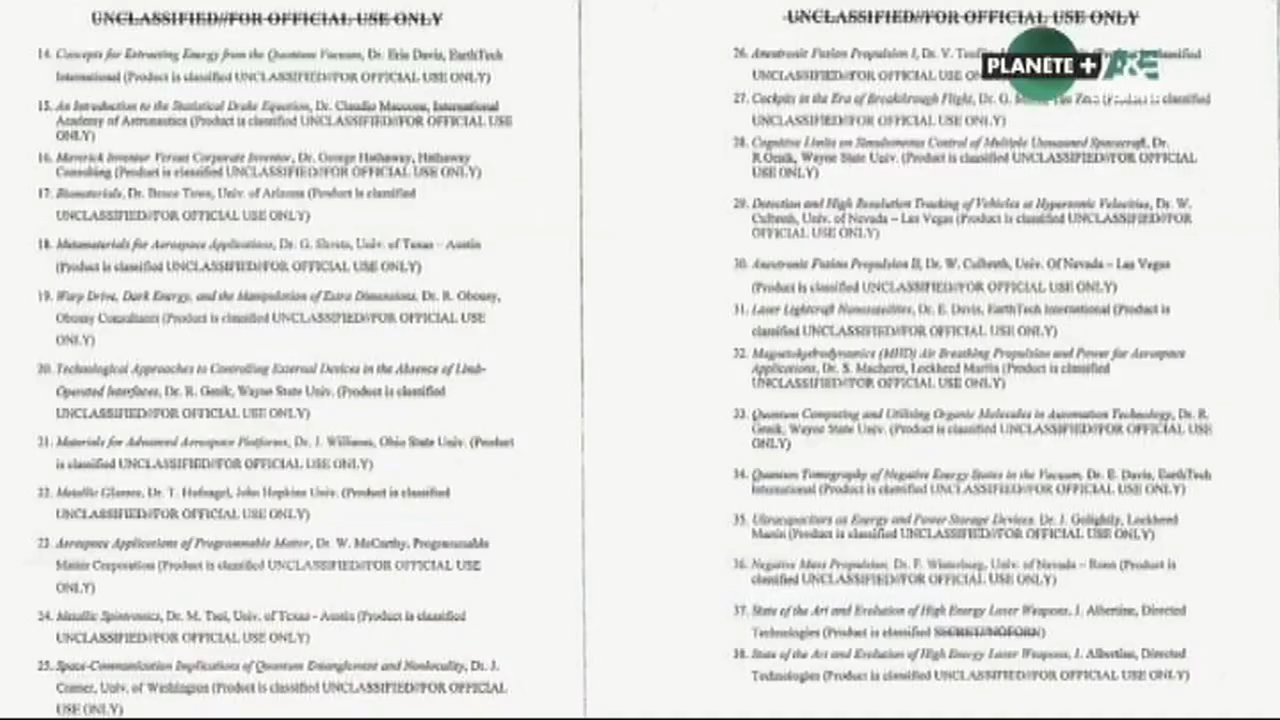 UNCLASSIFIED//FOR OFFICIAL USE ONLY
14. Concepts for Extracting Energy from the Quantum Vacuum, Dr. Eric Davis, EarthTech
International (Product is classified UNCLASSIFIED//FOR OFFICIAL USE ONLY)
15. An Introduction to the Statistical Drake Equation, Dr. Claudio Maccone, International
Academy of Astronautics (Product is classified UNCLASSIFIED//FOR OFFICIAL USE
ONLY)
16. Maverick Inventor Versus Corporate Inventor, Dr. George Hathaway, Hathaway
Consulting (Product is classified UNCLASSIFIED//FOR OFFICIAL USE ONLY)
17. Biomaterials, Dr. Bruce Towe, Univ. of Arizona (Product is classified
UNCLASSIFIED//FOR OFFICIAL USE ONLY)
18. Metamaterials for Aerospace Applications, Dr. G. Shvets, Univ. of Texas – Austin
(Product is classified UNCLASSIFIED//FOR OFFICIAL USE ONLY)
19. Warp Drive, Dark Energy, and the Manipulation of Extra Dimensions, Dr. R. Obousy,
Obousy Consultants (Product is classified UNCLASSIFIED//FOR OFFICIAL USE
ONLY)
20. Technological Approaches to Controlling External Devices in the Absence of Limb-
Operated Interfaces, Dr. R. Genik, Wayne State Univ. (Product is classified
UNCLASSIFIED//FOR OFFICIAL USE ONLY)
21. Materials for Advanced Aerospace Platforms, Dr. J. Williams, Ohio State Univ. (Product
is classified UNCLASSIFIED//FOR OFFICIAL USE ONLY)
22. Metallic Glasses, Dr. T. Hufnagel, John Hopkins Univ. (Product is classified
UNCLASSIFIED//FOR OFFICIAL USE ONLY)
23. Aerospace Applications of Programmable Matter, Dr. W. McCarthy, Programmable
Matter Corporation (Product is classified UNCLASSIFIED//FOR OFFICIAL USE
ONLY)
24. Metallic Spintronics, Dr. M. Tsoi, Univ. of Texas - Austin (Product is classified
UNCLASSIFIED//FOR OFFICIAL USE ONLY)
25. Space-Communication Implications of Quantum Entanglement and Nonlocality, Dr. J.
Cramer, Univ. of Washington (Product is classified UNCLASSIFIED//FOR OFFICIAL
USE ONLY)
UNCLASSIFIED//FOR OFFICIAL USE ONLY
PLANETE + A&E
26. Aneutronic Fusion Propulsion I, Dr. V.
UNCLASSIFIED//FOR OFFICIAL USE
27. Cockpits in the Era of Breakthrough Flight, Dr. G. classified
UNCLASSIFIED//FOR OFFICIAL USE ONLY)
28. Cognitive Limits on Simultaneous Control of Multiple Unmanned Spacecraft, Dr.
R.Genik, Wayne State Univ. (Product is classified UNCLASSIFIED//FOR OFFICIAL
USE ONLY)
29. Detection and High Resolution Tracking of Vehicles at Hypersonic Velocities, Dr. W.
Culbreth, Univ. of Nevada – Las Vegas (Product is classified UNCLASSIFIED//FOR
OFFICIAL USE ONLY)
30. Aneutronic Fusion Propulsion II, Dr. W. Culbreth, Univ. Of Nevada – Las Vegas
(Product is classified UNCLASSIFIED//FOR OFFICIAL USE ONLY)
31. Laser Lightcraft Nanosatellites, Dr. E. Davis, EarthTech International (Product is
classified UNCLASSIFIED//FOR OFFICIAL USE ONLY)
32. Magnetohydrodynamics (MHD) Air Breathing Propulsion and Power for Aerospace
Applications, Dr. S. Macheret, Lockheed Martin (Product is classified
UNCLASSIFIED//FOR OFFICIAL USE ONLY)
33. Quantum Computing and Utilizing Organic Molecules in Automation Technology, Dr. R.
Genik, Wayne State Univ. (Product is classified UNCLASSIFIED//FOR OFFICIAL USE
ONLY)
34. Quantum Tomography of Negative Energy States in the Vacuum, Dr. E. Davis, EarthTech
International (Product is classified UNCLASSIFIED//FOR OFFICIAL USE ONLY)
35. Ultracapacitors as Energy and Power Storage Devices, Dr. J. Golightly, Lockheed
Martin (Product is classified UNCLASSIFIED//FOR OFFICIAL USE ONLY)
36. Negative Mass Propulsion, Dr. F. Winterberg, Univ. of Nevada – Reno (Product is
classified UNCLASSIFIED//FOR OFFICIAL USE ONLY)
37. State of the Art and Evolution of High Energy Laser Weapons, J. Albertine, Directed
Technologies (Product is classified SECRET//NOFORN)
38. State of the Art and Evolution of High Energy Laser Weapons, J. Albertine, Directed
Technologies (Product is classified UNCLASSIFIED//FOR OFFICIAL USE ONLY)